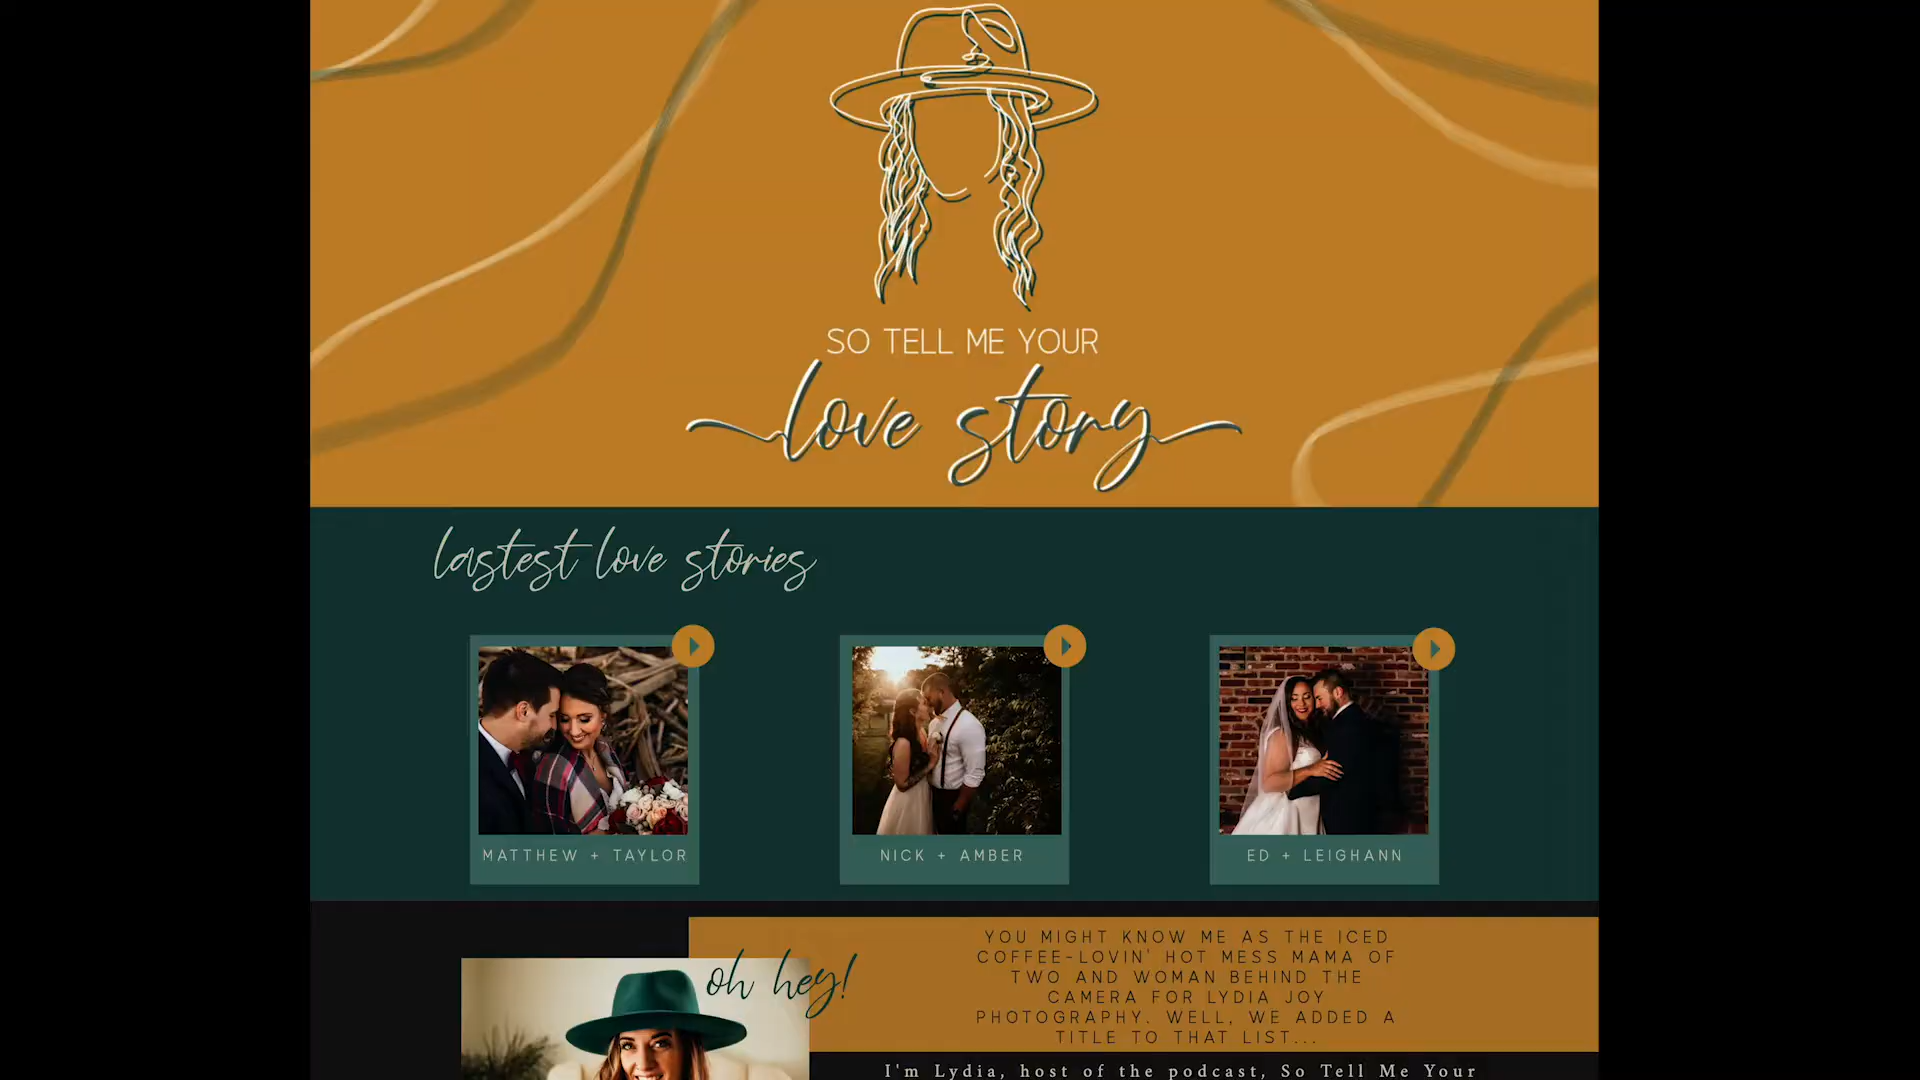 SO TELL ME YOUR
love story
lastest love stories
MATTHEW + TAYLOR
NICK + AMBER
ED + LEIGHANN
oh hey!
YOU MIGHT KNOW ME AS THE ICED
COFFEE-LOVIN' HOT MESS MAMA OF
TWO AND WOMAN BEHIND THE
CAMERA FOR LYDIA JOY
PHOTOGRAPHY. WELL, WE ADDED A
TITLE TO THAT LIST...
I'm Lydia, host of the podcast, So Tell Me Your